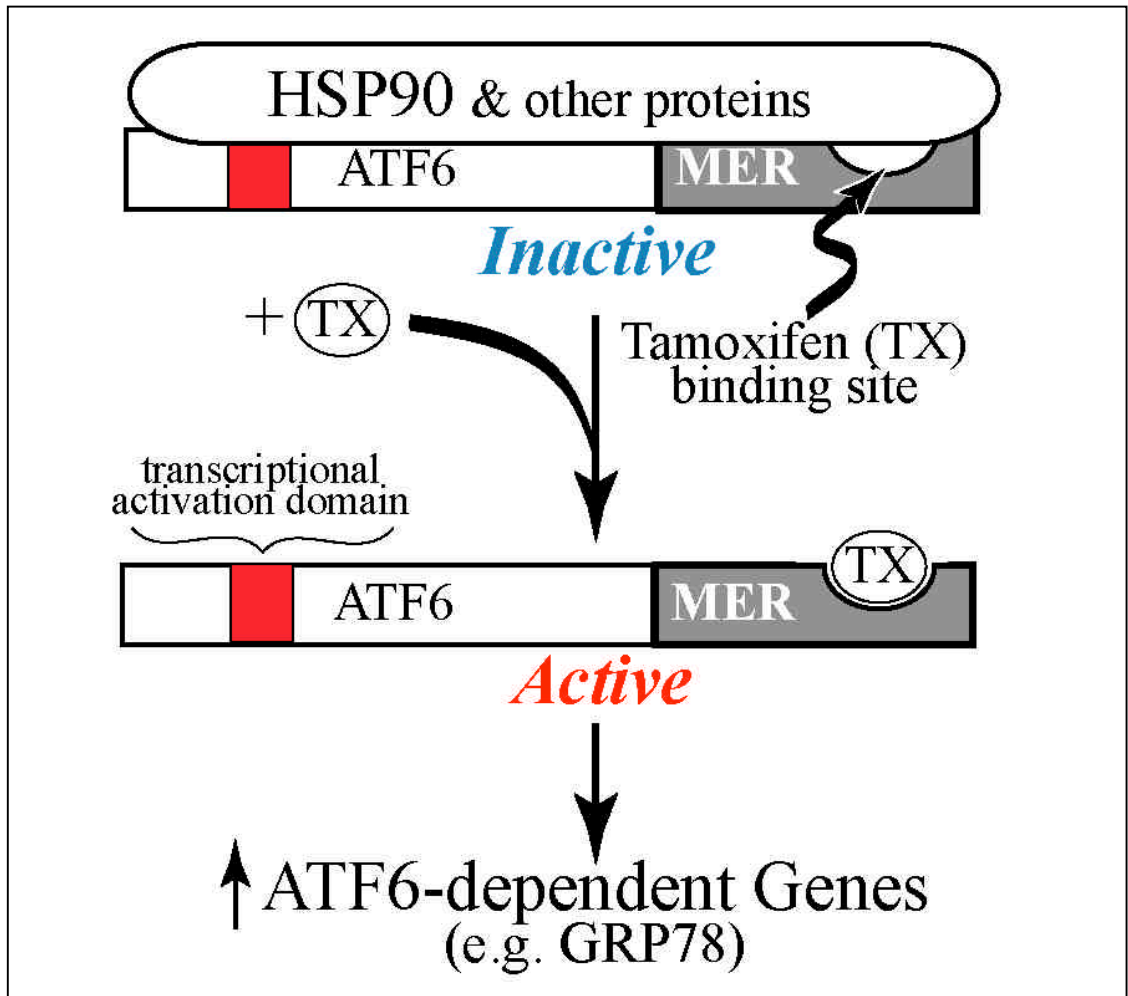 HSP90 & other proteins
ATF6
MER
Inactive
+ TX
Tamoxifen (TX)
binding site
transcriptional
activation domain
ATF6
MER
TX
Active
ATF6-dependent Genes
(e.g. GRP78)